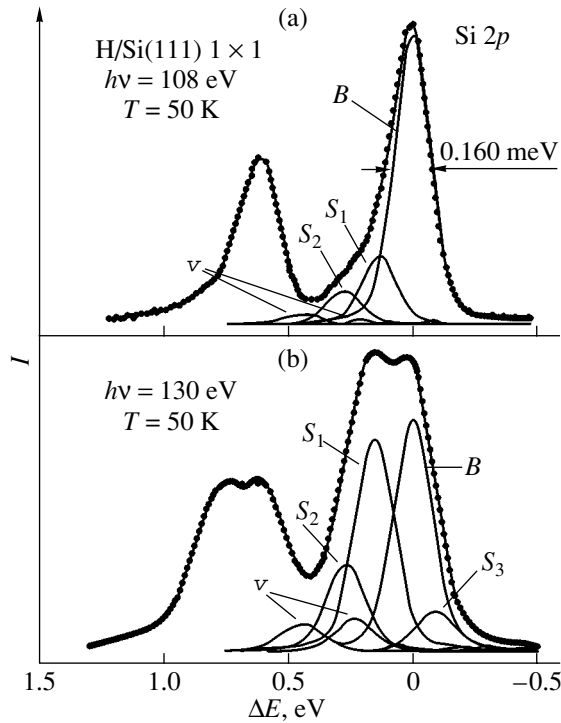 (a)
H/Si(111) 1 × 1
hν = 108 eV
T = 50 K
Si 2p
B
0.160 meV
S₁
S₂
v
I
(b)
hν = 130 eV
T = 50 K
S₁
B
S₂
S₃
v
1.5 1.0 0.5 0 −0.5
ΔE, eV